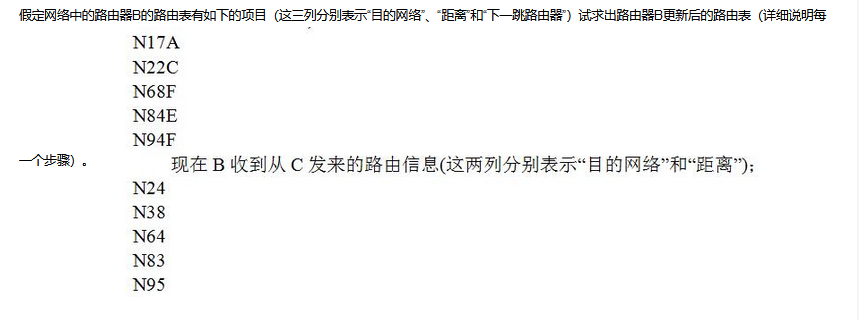 假定网络中的路由器B的路由表有如下的项目（这三列分别表示“目的网络”、“距离”和“下一跳路由器”）试求出路由器B更新后的路由表（详细说明每
N17A
N22C
N68F
N84E
N94F
一个步骤）。 现在 B 收到从 C 发来的路由信息(这两列分别表示“目的网络”和“距离”);
N24
N38
N64
N83
N95